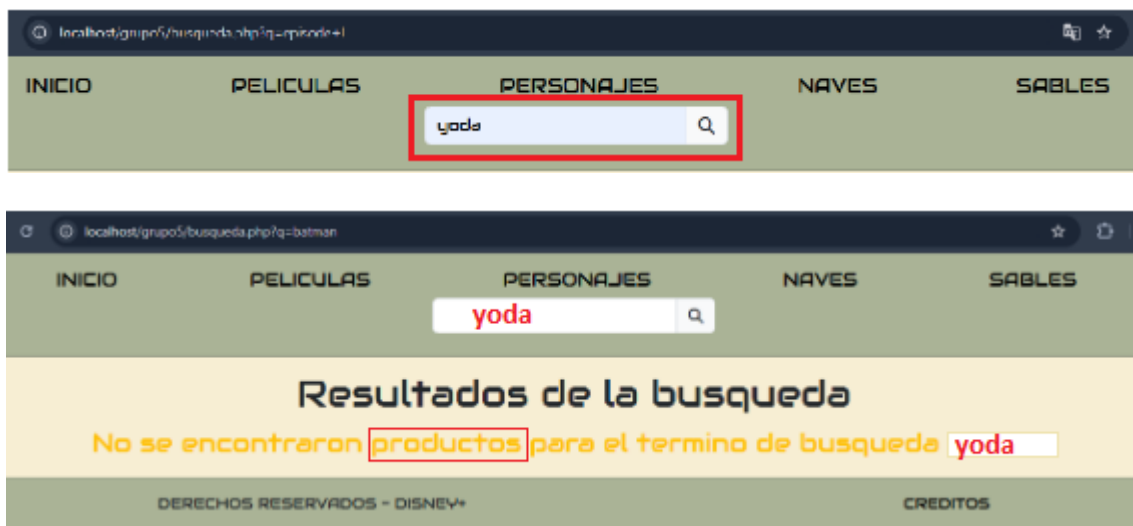 localhost/grupo5/busqueda.php?q=episode+I
INICIO PELICULAS PERSONAJES NAVES SABLES
yoda
localhost/grupo5/busqueda.php?q=batman
INICIO PELICULAS PERSONAJES NAVES SABLES
yoda
Resultados de la busqueda
No se encontraron productos para el termino de busqueda yoda
DERECHOS RESERVADOS - DISNEY+ CREDITOS